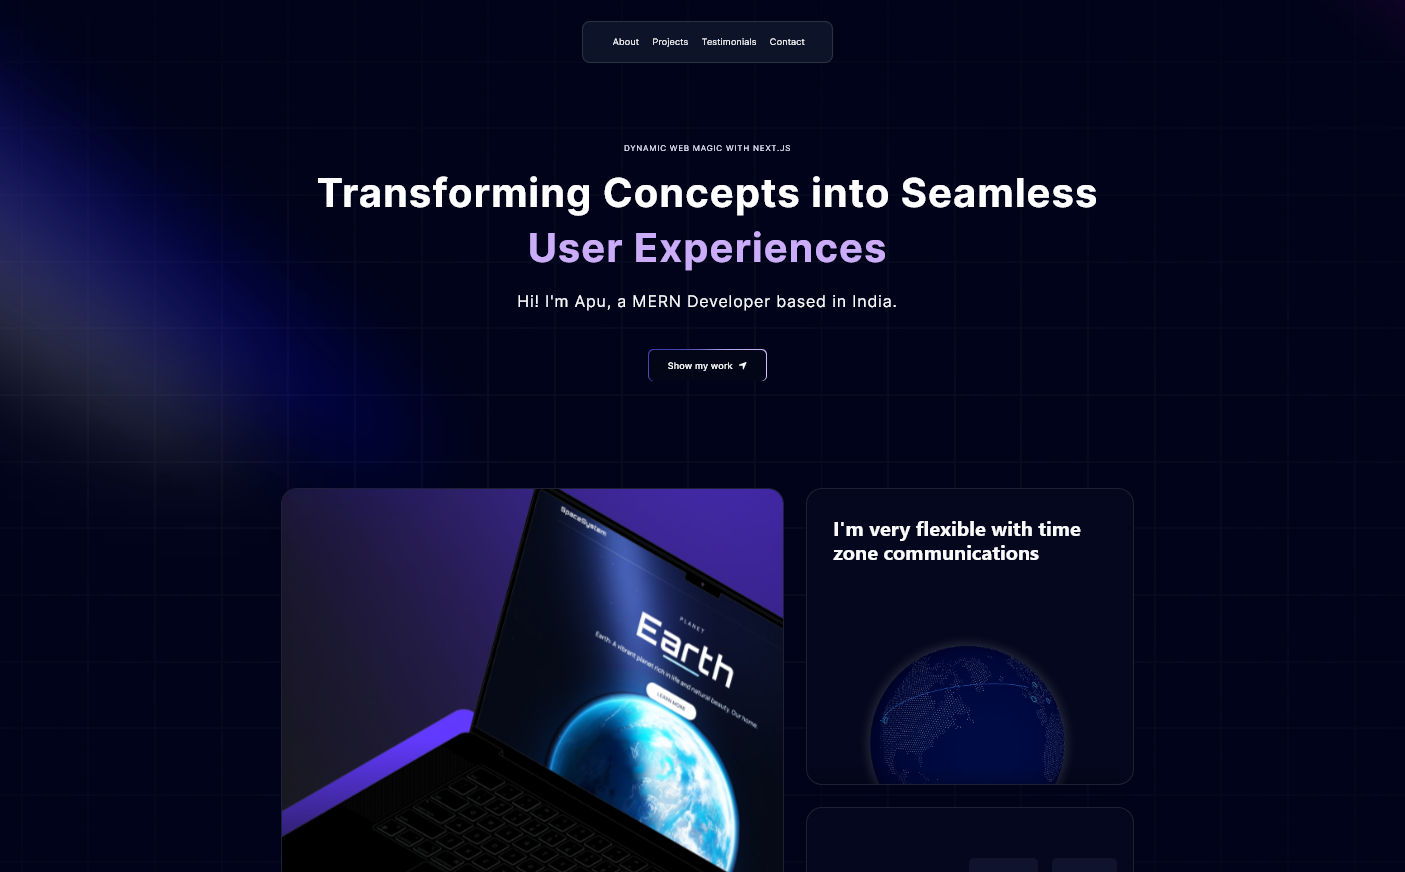 About Projects Testimonials Contact
DYNAMIC WEB MAGIC WITH NEXT.JS
Transforming Concepts into Seamless
User Experiences
Hi! I'm Apu, a MERN Developer based in India.
Show my work
SpaceSystem
PLANET
Earth
Earth: A vibrant planet rich in life and natural beauty. Our home.
LEARN MORE
I'm very flexible with time
zone communications